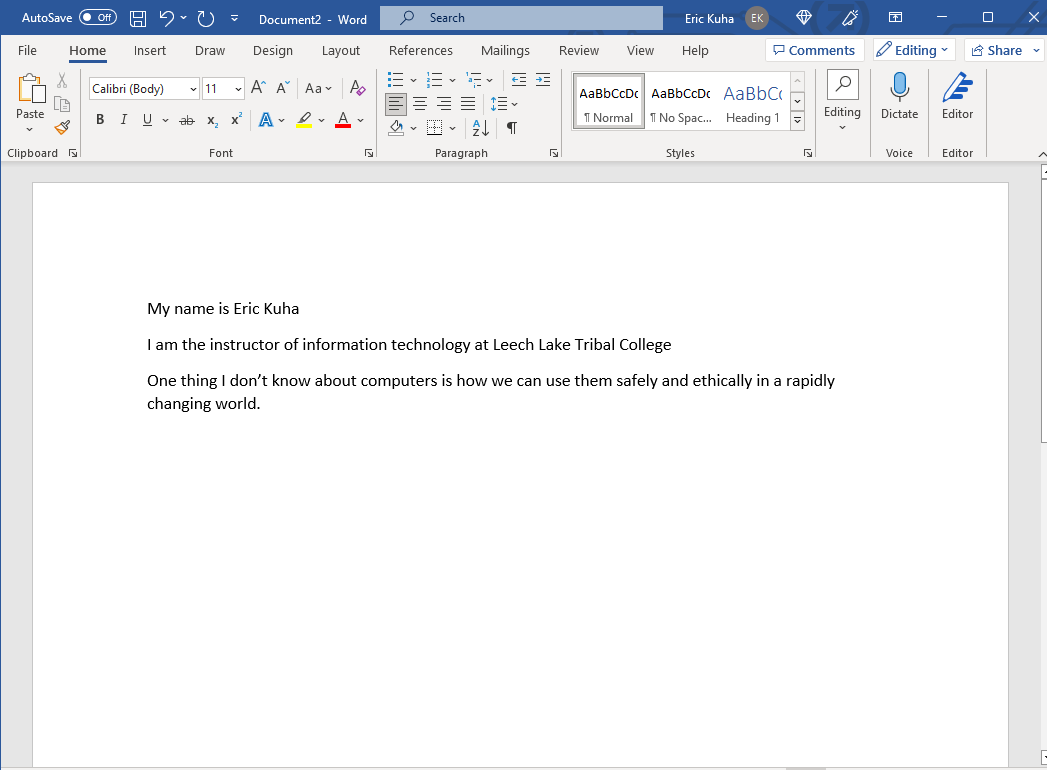 AutoSave Off Document2 - Word Search Eric Kuha EK
File Home Insert Draw Design Layout References Mailings Review View Help Comments Editing Share
Calibri (Body) 11 Aa AaBbCcDc AaBbCcDc AaBbCc
Paste B I U ab x₂ x² A A ¶ Normal ¶ No Spac... Heading 1 Editing Dictate Editor
Clipboard Font Paragraph Styles Voice Editor
My name is Eric Kuha
I am the instructor of information technology at Leech Lake Tribal College
One thing I don’t know about computers is how we can use them safely and ethically in a rapidly
changing world.